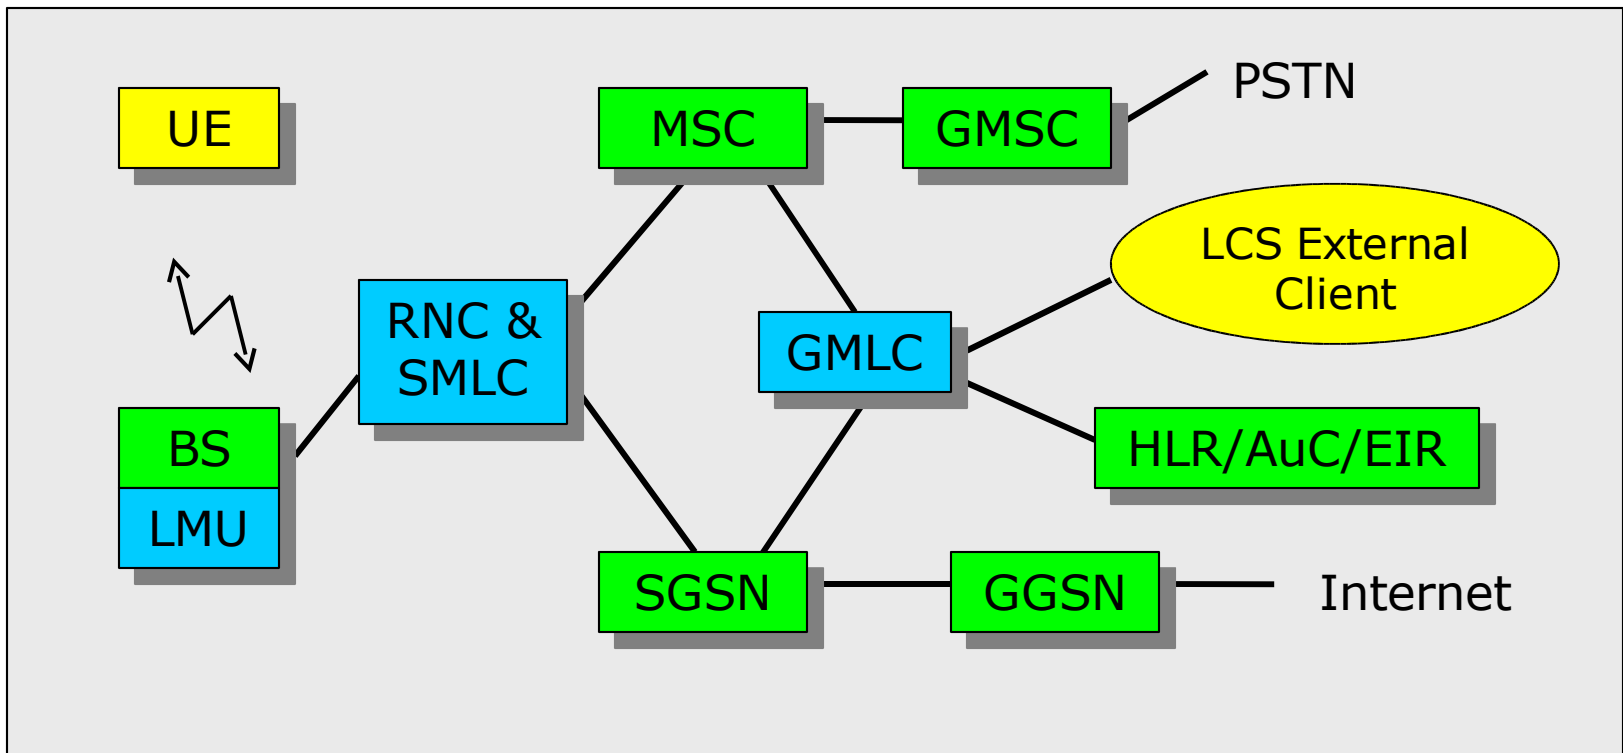 UE
MSC
GMSC
PSTN
LCS External
Client
RNC &
SMLC
GMLC
BS
LMU
HLR/AuC/EIR
SGSN
GGSN
Internet